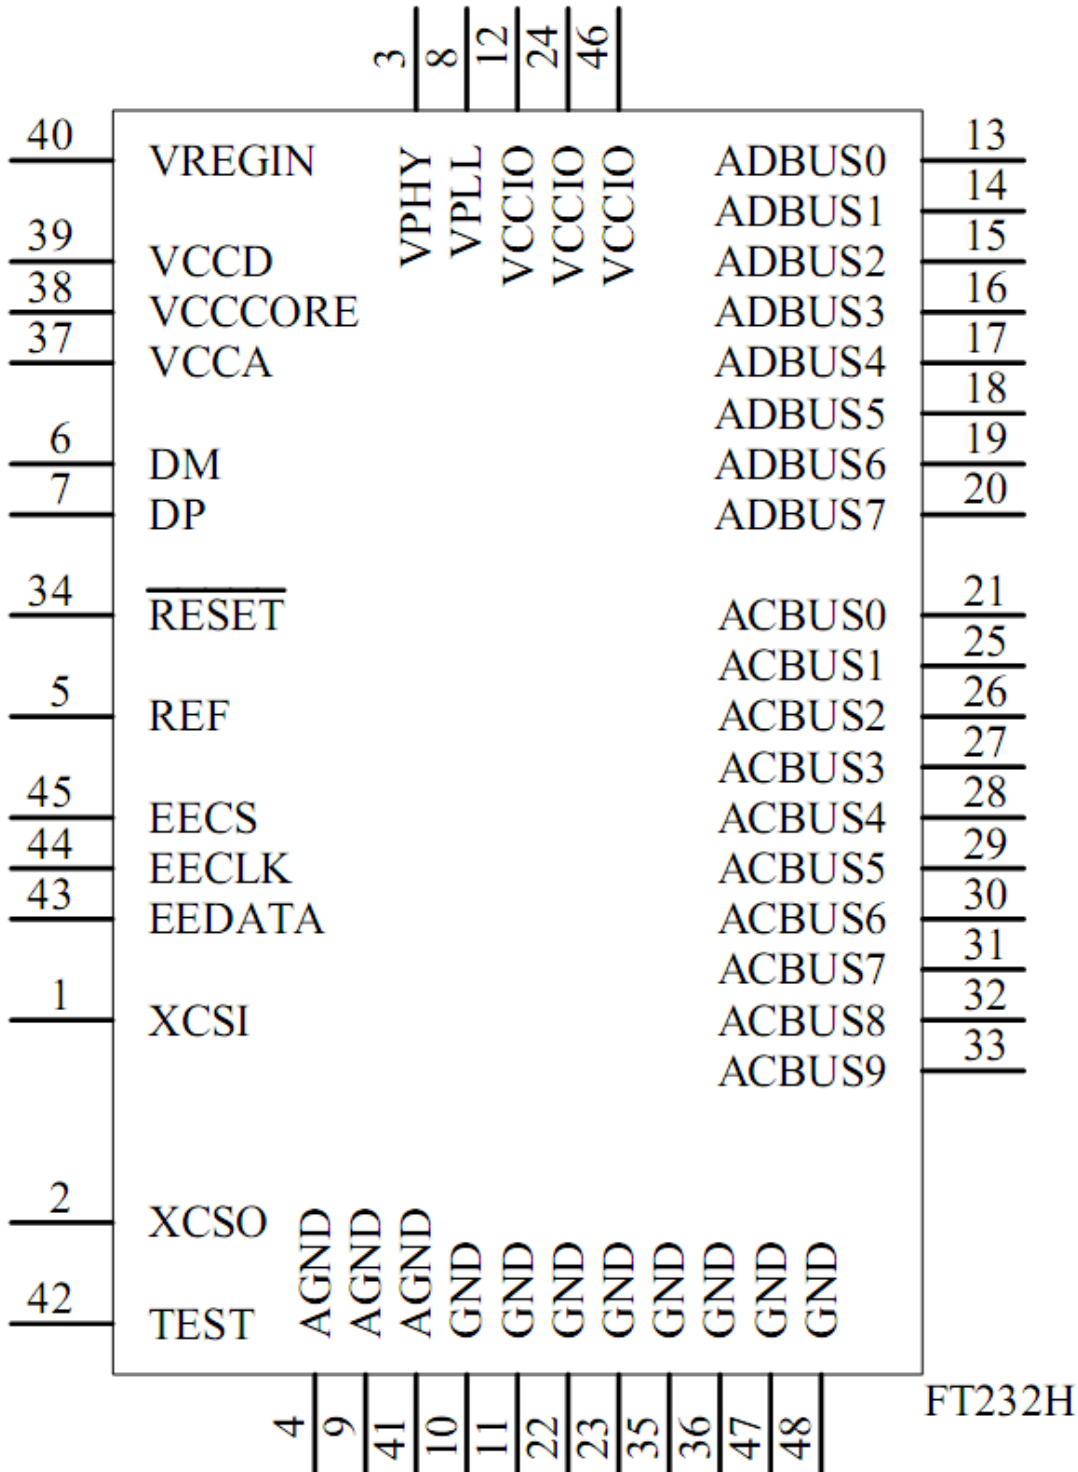 3 8 12 24 46
VPHY VPLL VCCIO VCCIO VCCIO
40 VREGIN
39 VCCD
38 VCCCORE
37 VCCA
6 DM
7 DP
34 RESET
5 REF
45 EECS
44 EECLK
43 EEDATA
1 XCSI
2 XCSO
42 TEST
ADBUS0 13
ADBUS1 14
ADBUS2 15
ADBUS3 16
ADBUS4 17
ADBUS5 18
ADBUS6 19
ADBUS7 20
ACBUS0 21
ACBUS1 25
ACBUS2 26
ACBUS3 27
ACBUS4 28
ACBUS5 29
ACBUS6 30
ACBUS7 31
ACBUS8 32
ACBUS9 33
AGND AGND AGND GND GND GND GND GND GND GND GND
4 9 41 10 11 22 23 35 36 47 48
FT232H